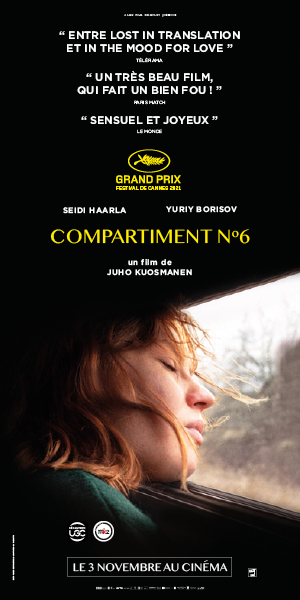 “ ENTRE LOST IN TRANSLATION
ET IN THE MOOD FOR LOVE ”
TÉLÉRAMA
“ UN TRÈS BEAU FILM,
QUI FAIT UN BIEN FOU ! ”
PARIS MATCH
“ SENSUEL ET JOYEUX ”
LE MONDE
GRAND PRIX
FESTIVAL DE CANNES 2021
SEIDI HAARLA YURIY BORISOV
COMPARTIMENT Nº6
un film de
JUHO KUOSMANEN
UGC
LE 3 NOVEMBRE AU CINÉMA